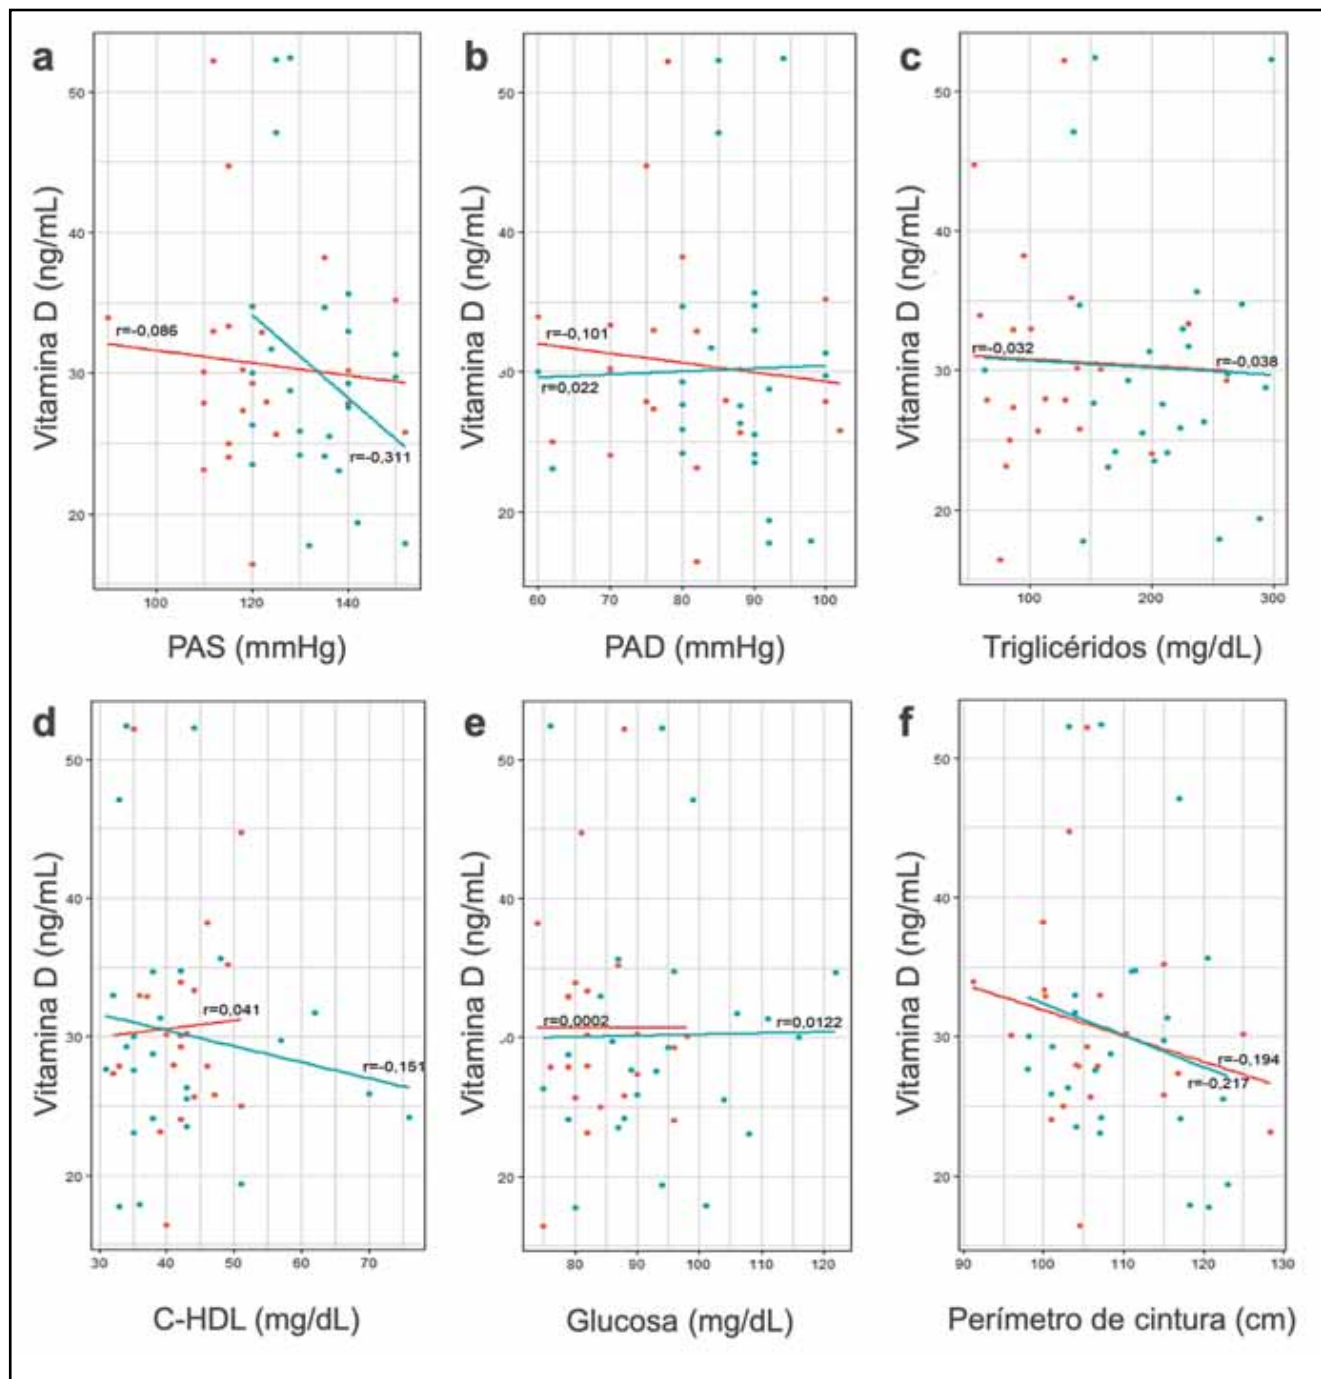 a
Vitamina D (ng/mL)
50
40
30
20
r=-0,086
r=-0,311
100 120 140
PAS (mmHg)
b
Vitamina D (ng/mL)
50
40
30
20
r=-0,101
r=0,022
60 70 80 90 100
PAD (mmHg)
c
Vitamina D (ng/mL)
50
40
30
20
r=-0,032
r=-0,038
100 200 300
Triglicéridos (mg/dL)
d
Vitamina D (ng/mL)
50
40
30
20
r=0,041
r=-0,151
30 40 50 60 70
C-HDL (mg/dL)
e
Vitamina D (ng/mL)
50
40
30
20
r=0,0002
r=0,0122
80 90 100 110 120
Glucosa (mg/dL)
f
Vitamina D (ng/mL)
50
40
30
20
r=-0,194
r=-0,217
90 100 110 120 130
Perímetro de cintura (cm)